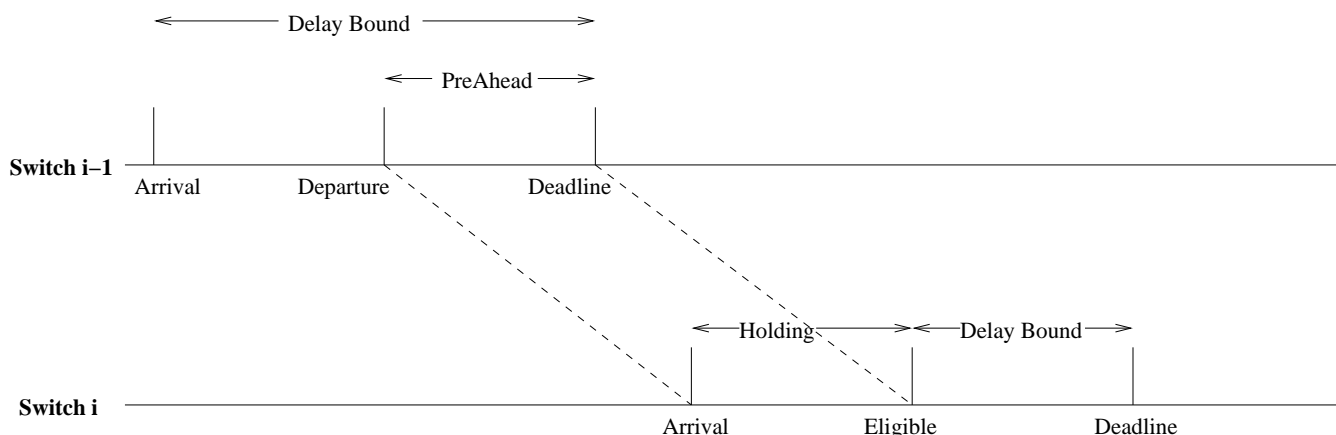 Delay Bound
PreAhead
Switch i−1
Arrival Departure Deadline
Holding Delay Bound
Switch i
Arrival Eligible Deadline